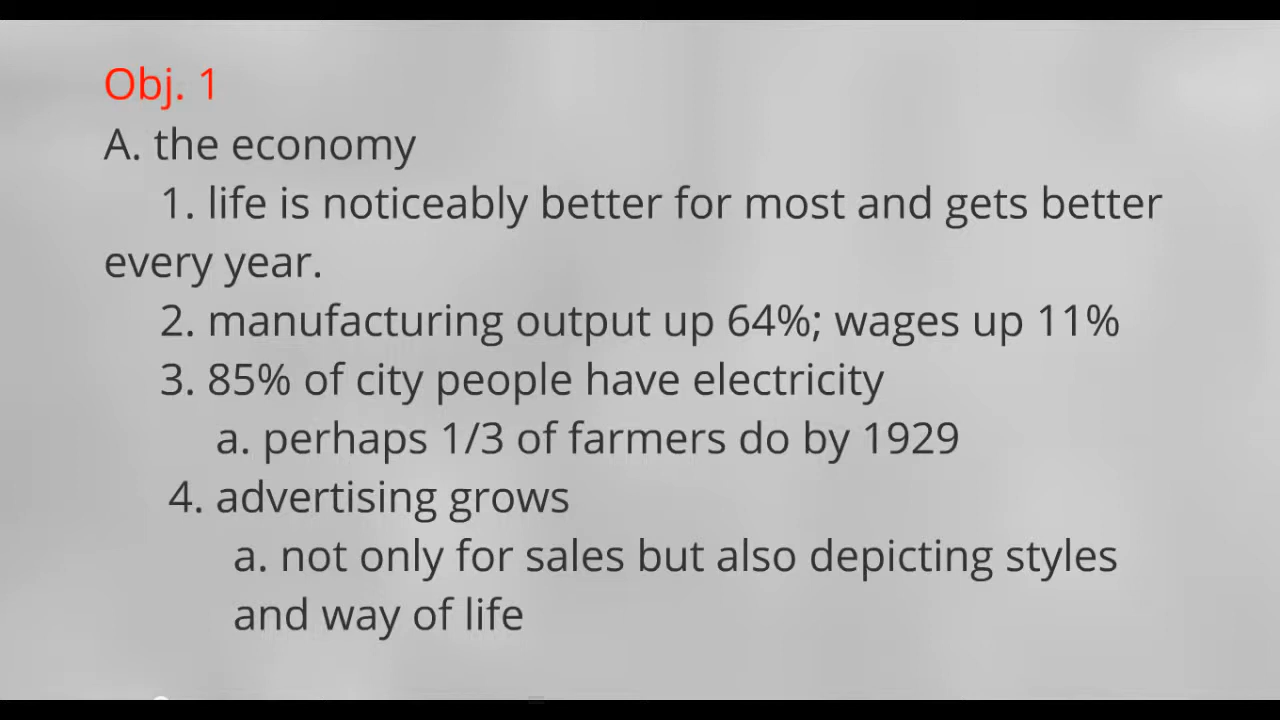 Obj. 1
A. the economy
1. life is noticeably better for most and gets better
every year.
2. manufacturing output up 64%; wages up 11%
3. 85% of city people have electricity
a. perhaps 1/3 of farmers do by 1929
4. advertising grows
a. not only for sales but also depicting styles
and way of life